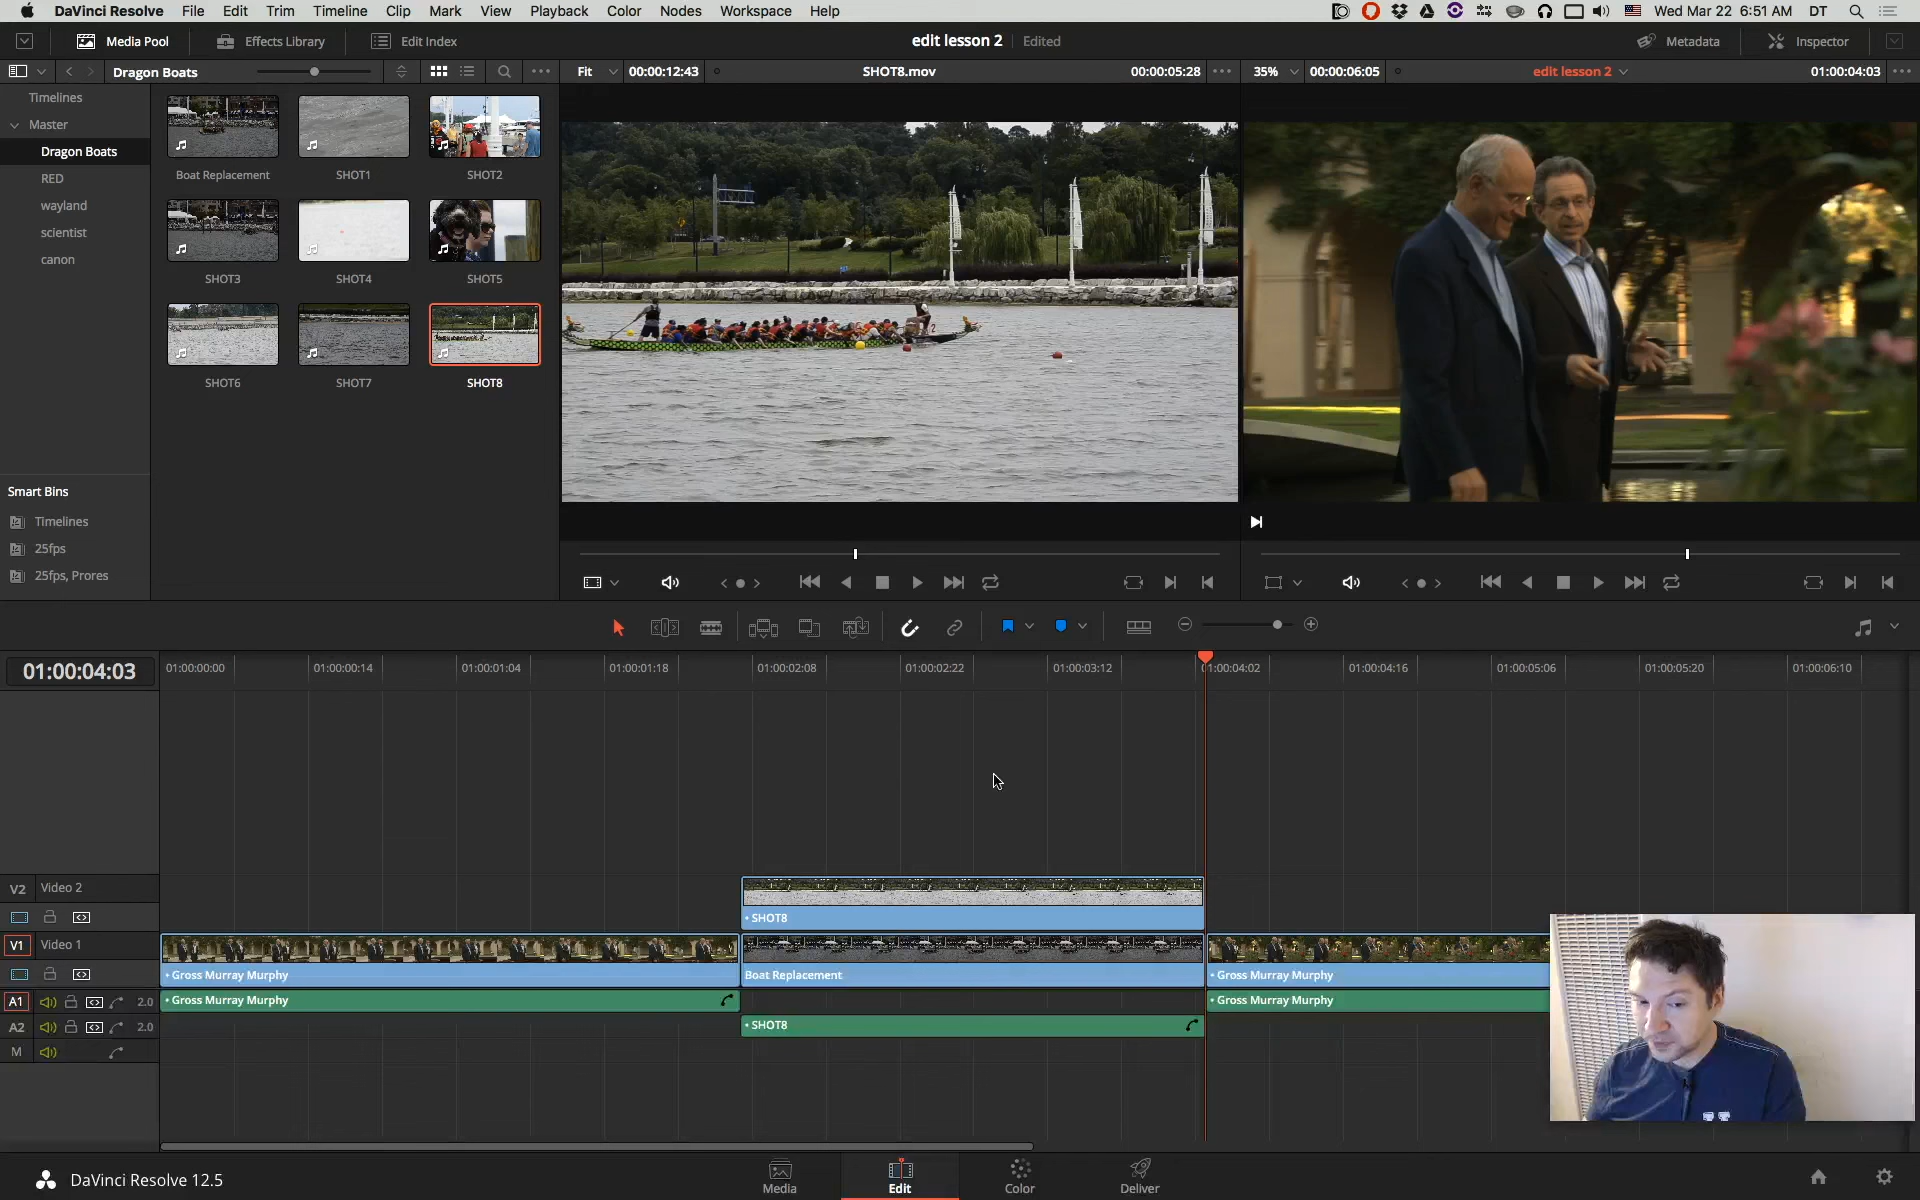 DaVinci Resolve File Edit Trim Timeline Clip Mark View Playback Color Nodes Workspace Help Wed Mar 22 6:51 AM DT
Media Pool Effects Library Edit Index edit lesson 2 Edited Metadata Inspector
Dragon Boats Fit 00:00:12:43 SHOT8.mov 00:00:05:28 35% 00:00:06:05 edit lesson 2 01:00:04:03
Timelines
Master
Dragon Boats
RED
wayland
scientist
canon
Boat Replacement SHOT1 SHOT2
SHOT3 SHOT4 SHOT5
SHOT6 SHOT7 SHOT8
Smart Bins
Timelines
25fps
25fps, Prores
01:00:04:03 01:00:00:00 01:00:00:14 01:00:01:04 01:00:01:18 01:00:02:08 01:00:02:22 01:00:03:12 01:00:04:02 01:00:04:16 01:00:05:06 01:00:05:20 01:00:06:10
V2 Video 2
SHOT8
V1 Video 1
Gross Murray Murphy Boat Replacement Gross Murray Murphy
A1 2.0 Gross Murray Murphy Gross Murray Murphy
A2 2.0 SHOT8
M
DaVinci Resolve 12.5 Media Edit Color Deliver